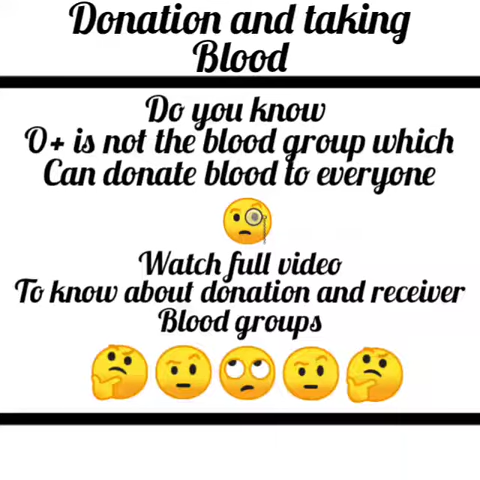 Donation and taking
Blood
Do you know
O+ is not the blood group which
Can donate blood to everyone
Watch full video
To know about donation and receiver
Blood groups